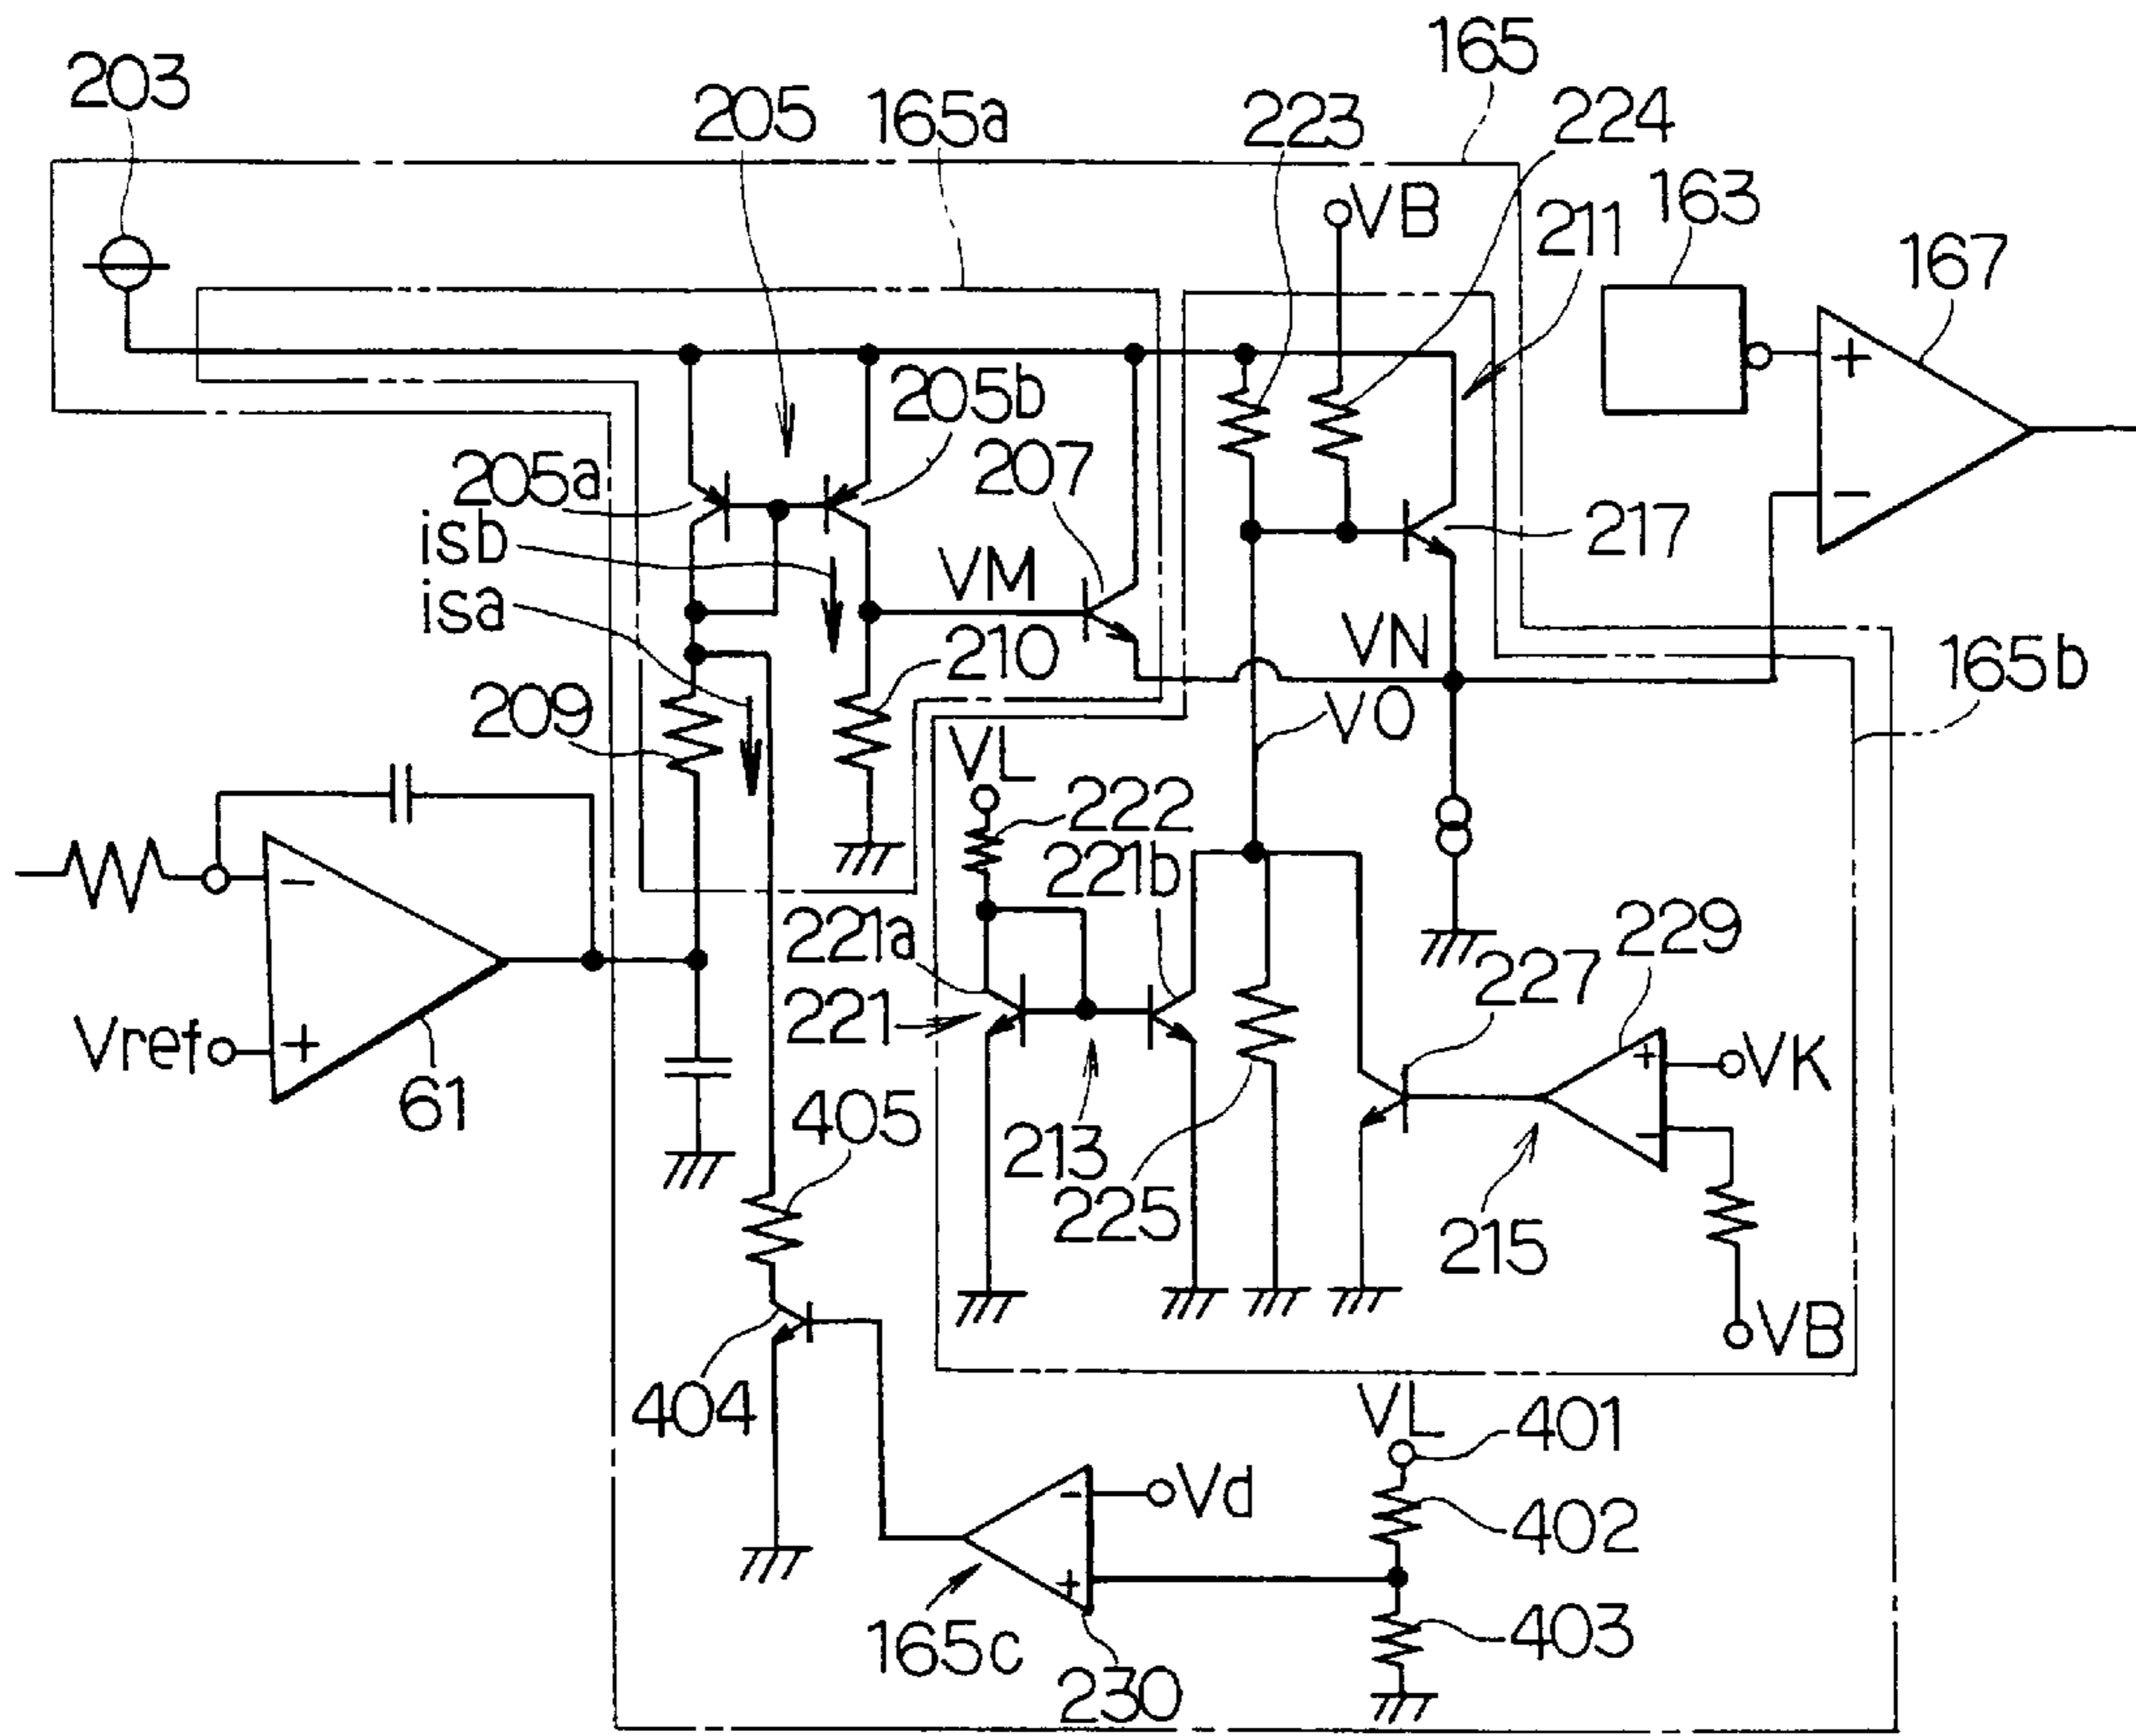 165
203
205
165a
223
224
163
VB
211
167
205b
205a
207
+
isb
−
217
VM
isa
VN
210
165b
209
VO
VL
222
221b
−
221a
229
227
221
Vref
+
+
VK
61
405
213
−
225
215
VB
404
VL
401
−
Vd
402
+
165c
403
230